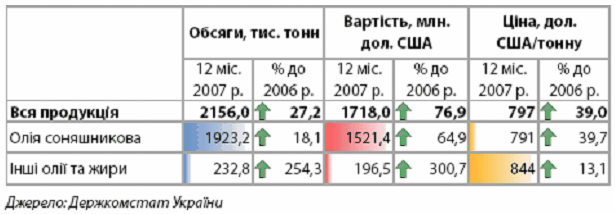 Обсяги, тис. тонн Вартість, млн. дол. США Ціна, дол. США/тонну
12 міс. 2007 р. % до 2006 р. 12 міс. 2007 р. % до 2006 р. 12 міс. 2007 р. % до 2006 р.
Вся продукція 2156,0 27,2 1718,0 76,9 797 39,0
Олія соняшникова 1923,2 18,1 1521,4 64,9 791 39,7
Інші олії та жири 232,8 254,3 196,5 300,7 844 13,1
Джерело: Держкомстат України